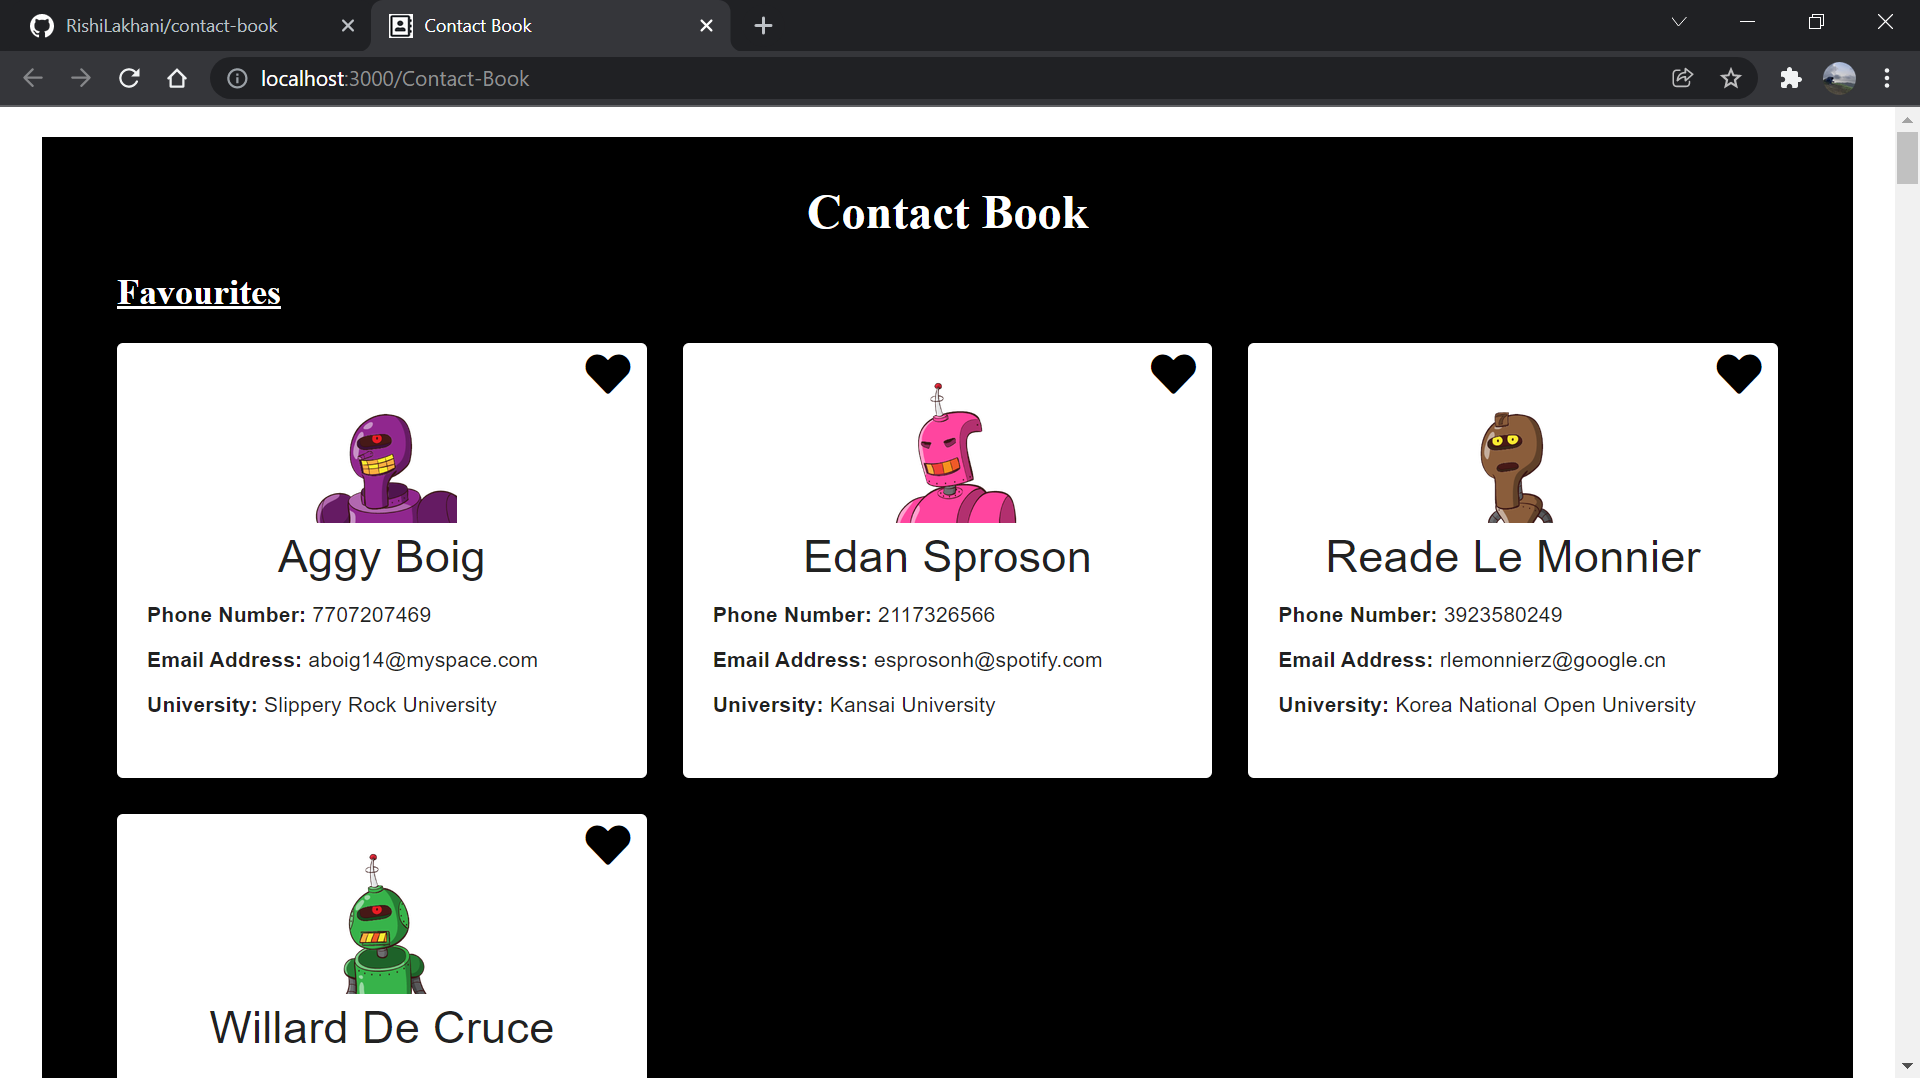 RishiLakhani/contact-book
Contact Book
localhost:3000/Contact-Book
Contact Book
Favourites
Aggy Boig
Phone Number: 7707207469
Email Address: aboig14@myspace.com
University: Slippery Rock University
Edan Sproson
Phone Number: 2117326566
Email Address: esprosonh@spotify.com
University: Kansai University
Reade Le Monnier
Phone Number: 3923580249
Email Address: rlemonnierz@google.cn
University: Korea National Open University
Willard De Cruce